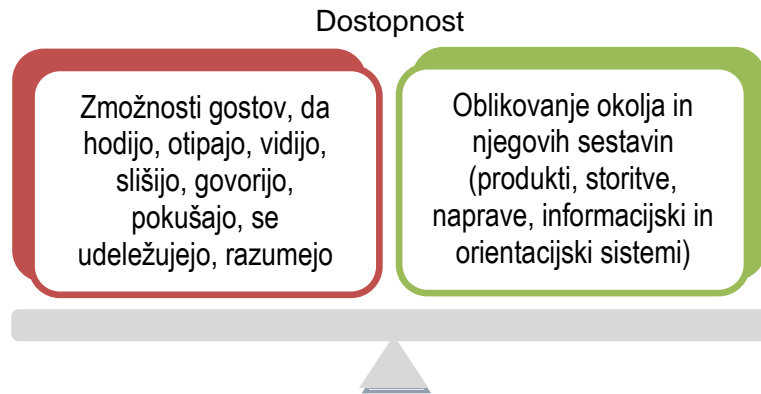 Dostopnost
Zmožnosti gostov, da
hodijo, otipajo, vidijo,
slišijo, govorijo,
pokušajo, se
udeležujejo, razumejo
Oblikovanje okolja in
njegovih sestavin
(produkti, storitve,
naprave, informacijski in
orientacijski sistemi)